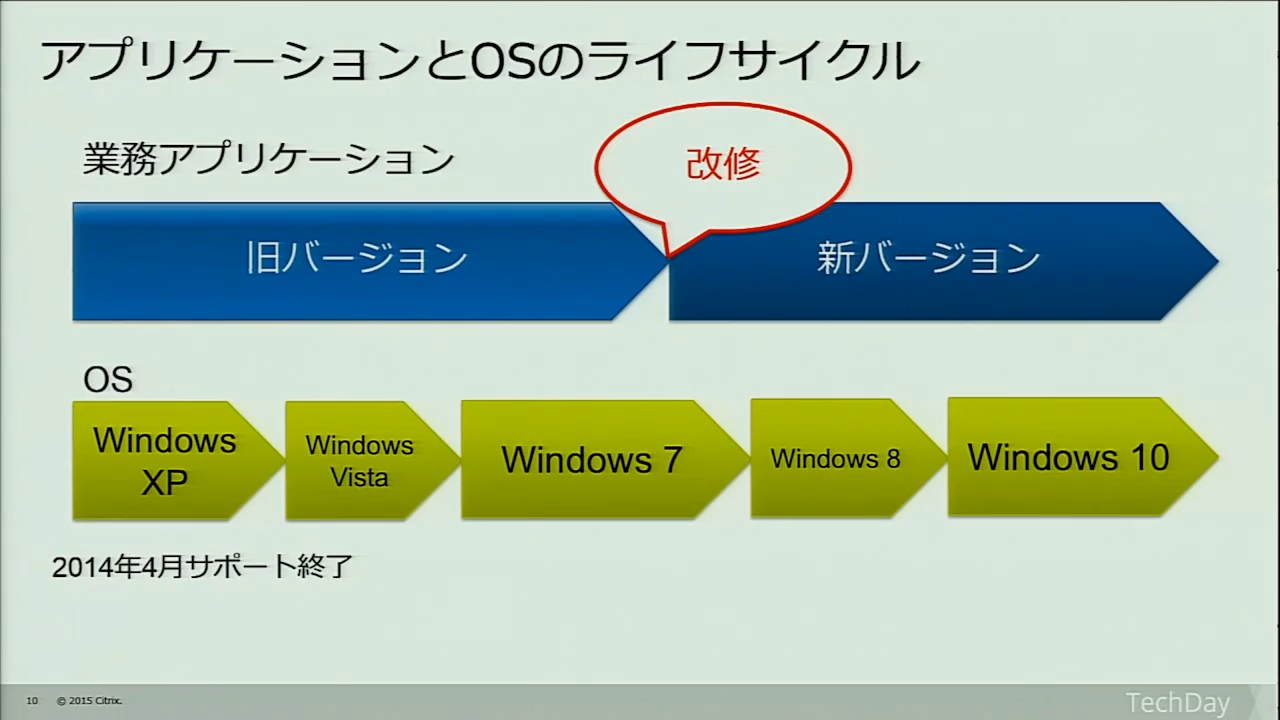 アプリケーションとOSのライフサイクル
業務アプリケーション
改修
旧バージョン
新バージョン
OS
Windows
XP
Windows
Vista
Windows 7
Windows 8
Windows 10
2014年4月サポート終了
10 © 2015 Citrix.
TechDay